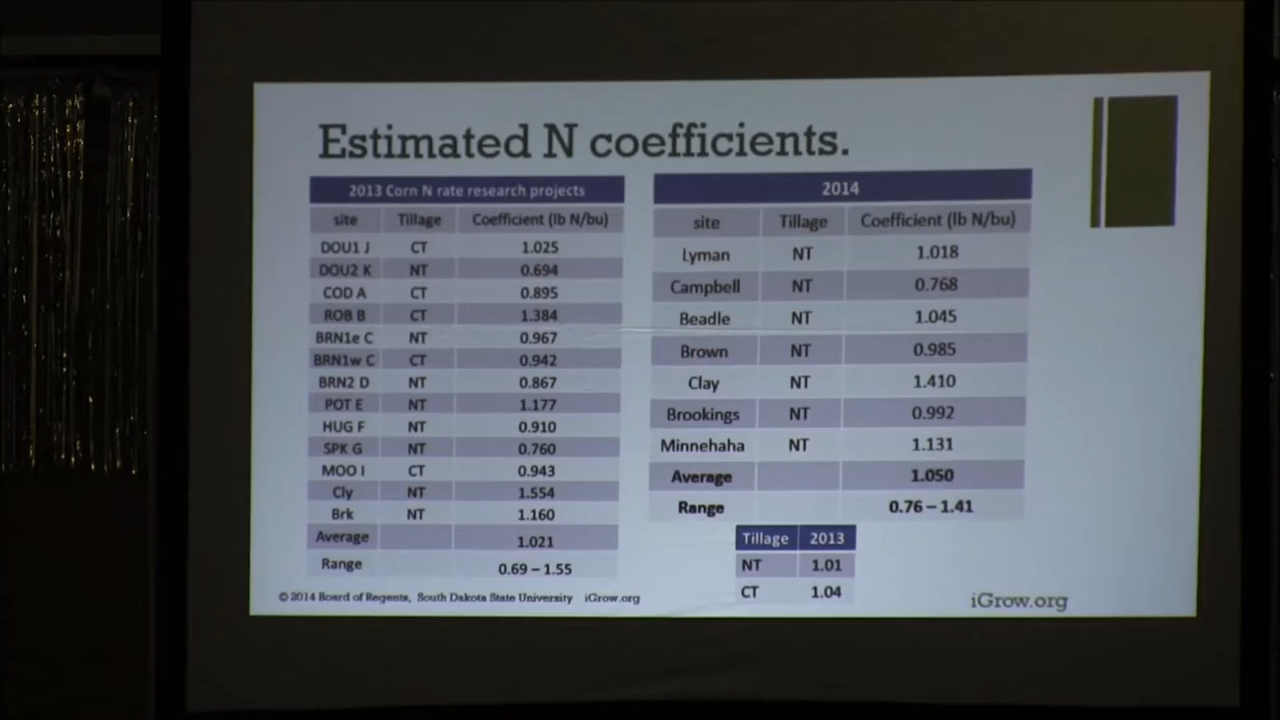 Estimated N coefficients.
2013 Corn N rate research projects
site Tillage Coefficient (lb N/bu)
DOU1 J CT 1.025
DOU2 K NT 0.694
COD A CT 0.895
ROB B CT 1.384
BRN1e C NT 0.967
BRN1w C CT 0.942
BRN2 D NT 0.867
POT E NT 1.177
HUG F NT 0.910
SPK G NT 0.760
MOO I CT 0.943
Cly NT 1.554
Brk NT 1.160
Average 1.021
Range 0.69 – 1.55
2014
site Tillage Coefficient (lb N/bu)
Lyman NT 1.018
Campbell NT 0.768
Beadle NT 1.045
Brown NT 0.985
Clay NT 1.410
Brookings NT 0.992
Minnehaha NT 1.131
Average 1.050
Range 0.76 – 1.41
Tillage 2013
NT 1.01
CT 1.04
© 2014 Board of Regents, South Dakota State University iGrow.org
iGrow.org